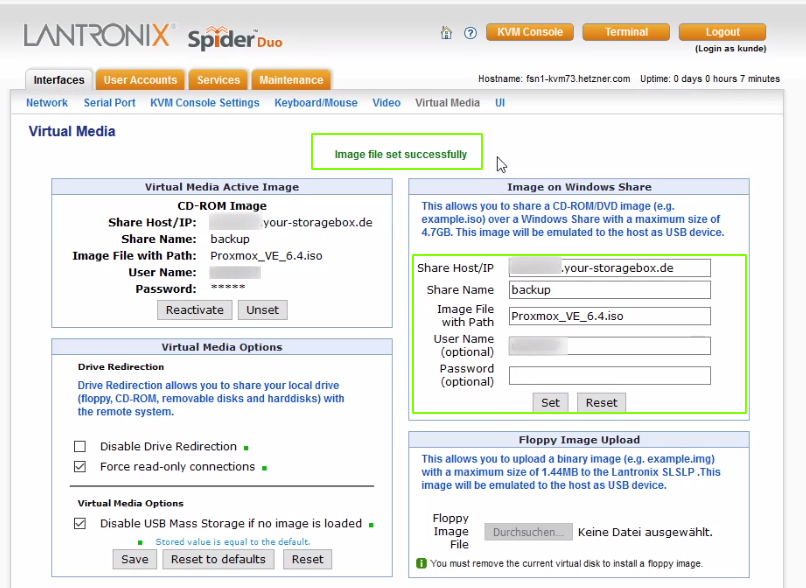 LANTRONIX® Spider Duo
KVM Console Terminal Logout
(Login as kunde)
Interfaces User Accounts Services Maintenance
Hostname: fsn1-kvm73.hetzner.com Uptime: 0 days 0 hours 7 minutes
Network Serial Port KVM Console Settings Keyboard/Mouse Video Virtual Media UI
Virtual Media
Image file set successfully
Virtual Media Active Image
CD-ROM Image
Share Host/IP: .your-storagebox.de
Share Name: backup
Image File with Path: Proxmox_VE_6.4.iso
User Name:
Password: *****
Reactivate Unset
Virtual Media Options
Drive Redirection
Drive Redirection allows you to share your local drive
(floppy, CD-ROM, removable disks and harddisks) with
the remote system.
Disable Drive Redirection
Force read-only connections
Virtual Media Options
Disable USB Mass Storage if no image is loaded
Stored value is equal to the default.
Save Reset to defaults Reset
Image on Windows Share
This allows you to share a CD-ROM/DVD image (e.g.
example.iso) over a Windows Share with a maximum size of
4.7GB. This image will be emulated to the host as USB device.
Share Host/IP .your-storagebox.de
Share Name backup
Image File
with Path Proxmox_VE_6.4.iso
User Name
(optional)
Password
(optional)
Set Reset
Floppy Image Upload
This allows you to upload a binary image (e.g. example.img)
with a maximum size of 1.44MB to the Lantronix SLSLP .This
image will be emulated to the host as USB device.
Floppy
Image
File
Durchsuchen... Keine Datei ausgewählt.
You must remove the current virtual disk to install a floppy image.